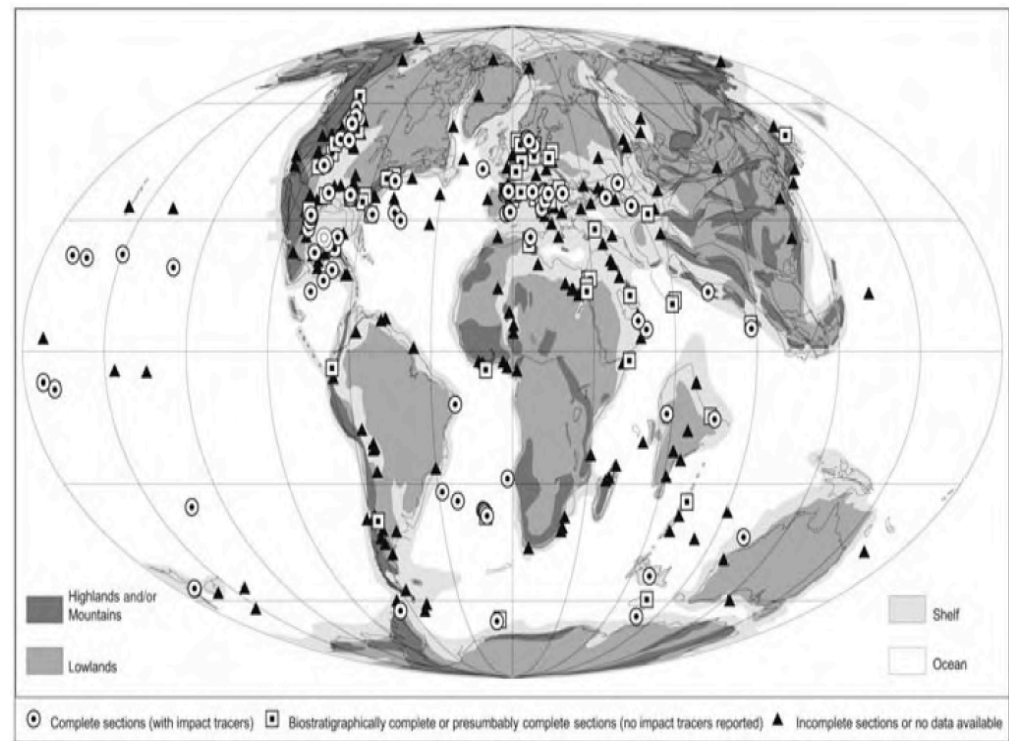 Highlands and/or
Mountains
Lowlands
Shelf
Ocean
Complete sections (with impact tracers) Biostratigraphically complete or presumbably complete sections (no impact tracers reported) Incomplete sections or no data available